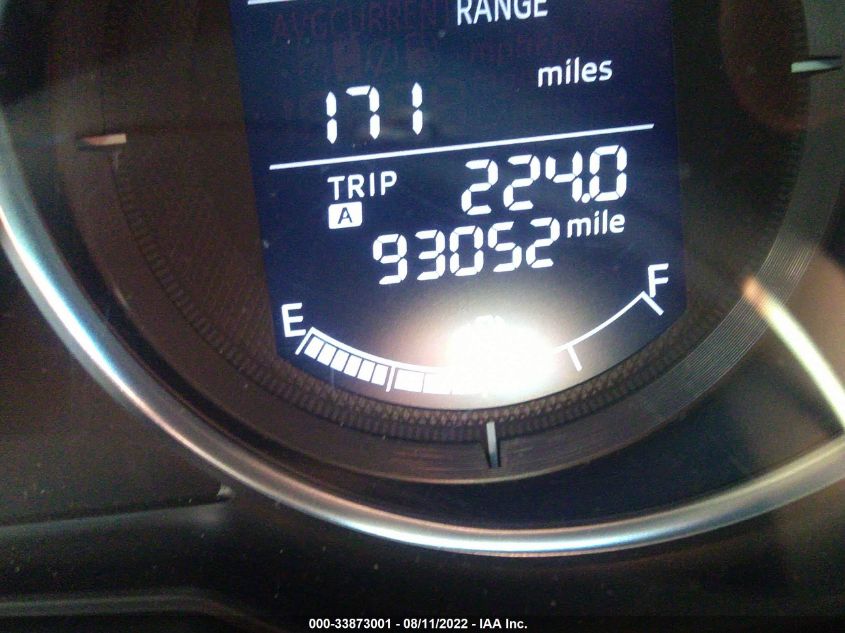 RANGE
171 miles
TRIP A 224.0
93052 mile
E F
000-33873001 - 08/11/2022 - IAA Inc.